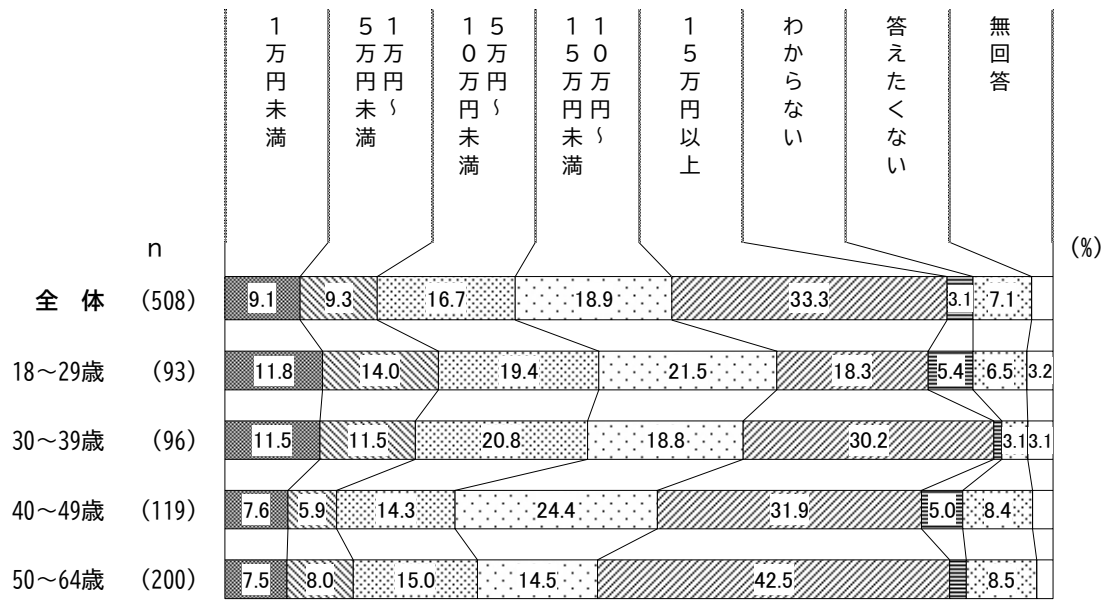 1万円未満
1万円～
5万円未満
5万円～
10万円未満
10万円～
15万円未満
15万円以上
わからない
答えたくない
無回答
n
(%)
全 体 (508) 9.1 9.3 16.7 18.9 33.3 3.1 7.1
18～29歳 (93) 11.8 14.0 19.4 21.5 18.3 5.4 6.5 3.2
30～39歳 (96) 11.5 11.5 20.8 18.8 30.2 3.1 3.1
40～49歳 (119) 7.6 5.9 14.3 24.4 31.9 5.0 8.4
50～64歳 (200) 7.5 8.0 15.0 14.5 42.5 8.5